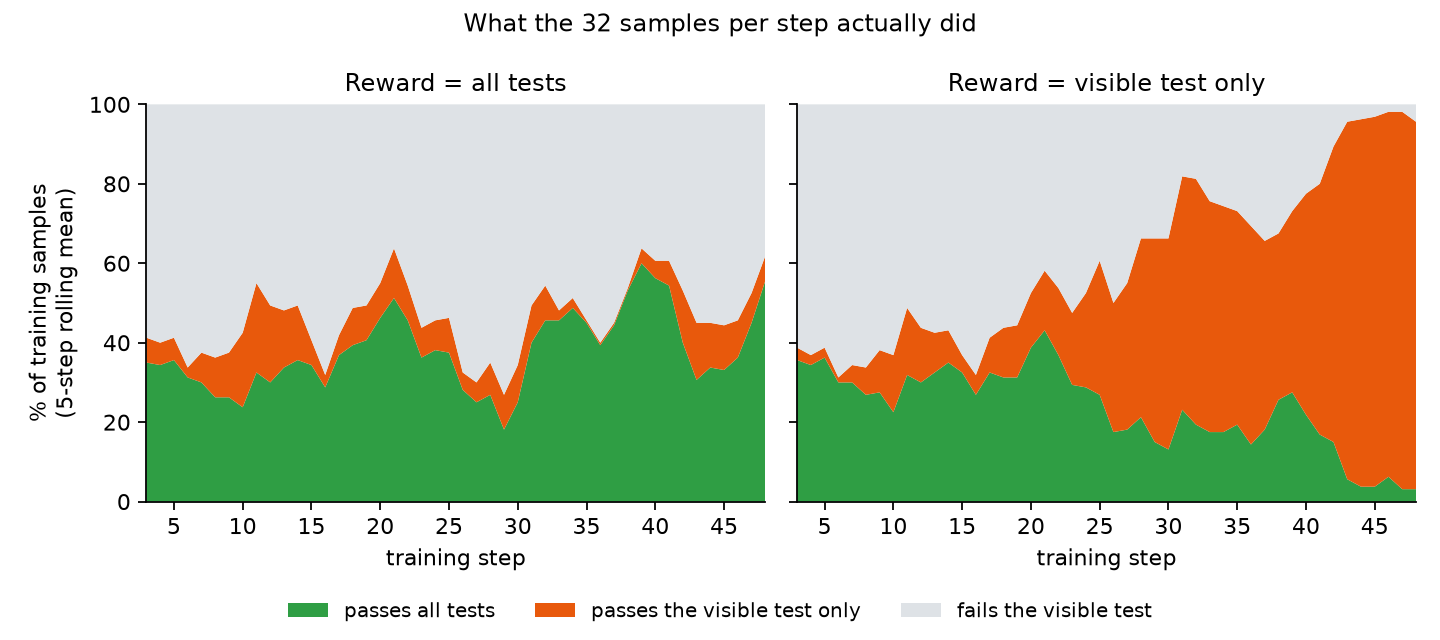 What the 32 samples per step actually did
Reward = all tests
Reward = visible test only
% of training samples
(5-step rolling mean)
100
80
60
40
20
0
5 10 15 20 25 30 35 40 45
5 10 15 20 25 30 35 40 45
training step
training step
passes all tests
passes the visible test only
fails the visible test